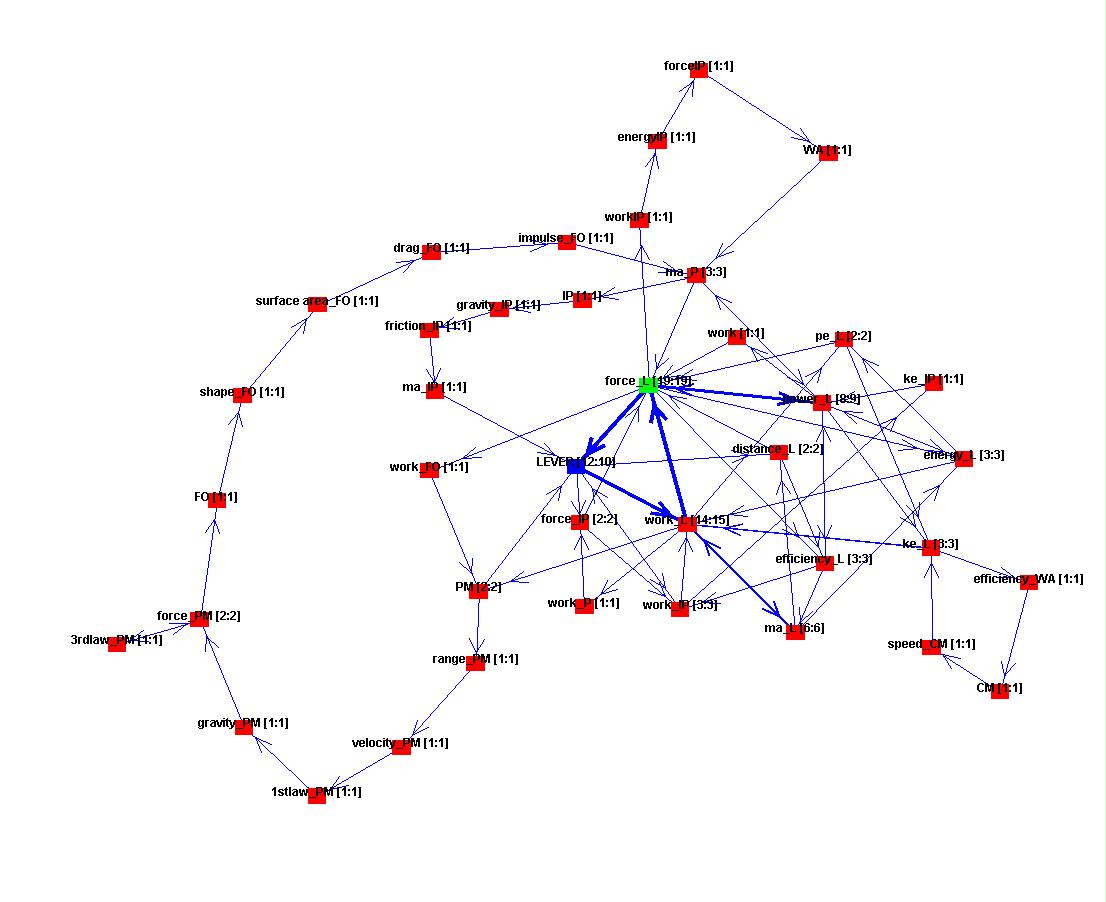 forceIP [1:1]
energyIP [1:1]
WA [1:1]
workIP [1:1]
impulse_FO [1:1]
drag_FO [1:1]
ma_P [3:3]
IP [1:1]
surface area_FO [1:1]
gravity_IP [1:1]
friction_IP [1:1]
work [1:1]
pe_L [2:2]
force_L [19:19]
ke_IP [1:1]
ma_IP [1:1]
shape_FO [1:1]
power_L [8:9]
distance_L [2:2]
energy_L [3:3]
LEVER [12:10]
work_FO [1:1]
FO [1:1]
force_IP [2:2]
work_L [14:15]
ke_L [3:3]
efficiency_L [3:3]
efficiency_WA [1:1]
PM [2:2]
work_P [1:1]
work_IP [3:3]
force_PM [2:2]
ma_L [6:6]
3rdlaw_PM [1:1]
speed_CM [1:1]
range_PM [1:1]
CM [1:1]
gravity_PM [1:1]
velocity_PM [1:1]
1stlaw_PM [1:1]